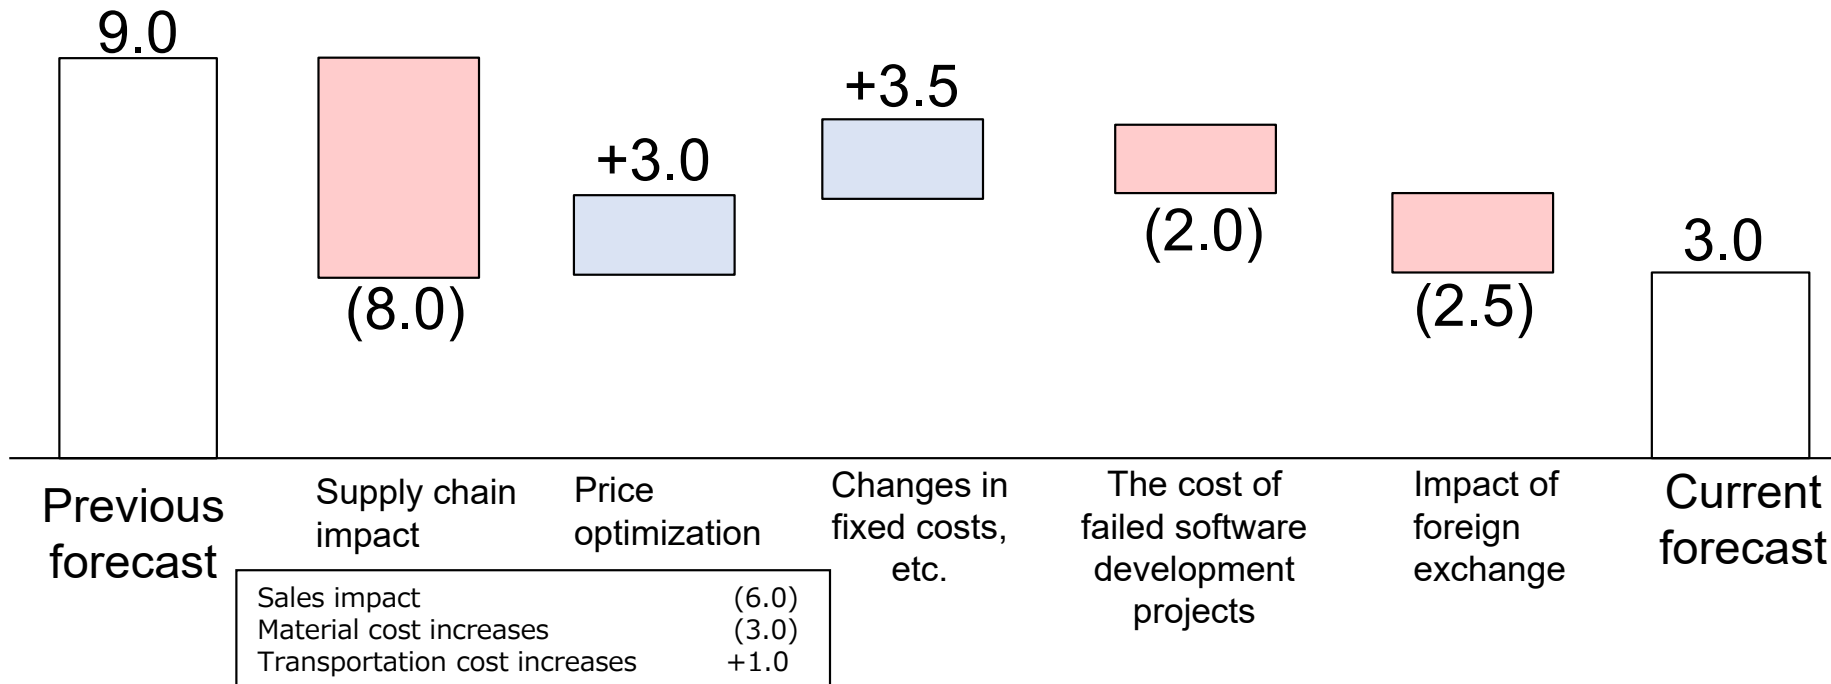 9.0
(8.0)
+3.0
+3.5
(2.0)
(2.5)
3.0
Previous
forecast
Supply chain
impact
Price
optimization
Changes in
fixed costs,
etc.
The cost of
failed software
development
projects
Impact of
foreign
exchange
Current
forecast
Sales impact (6.0)
Material cost increases (3.0)
Transportation cost increases +1.0